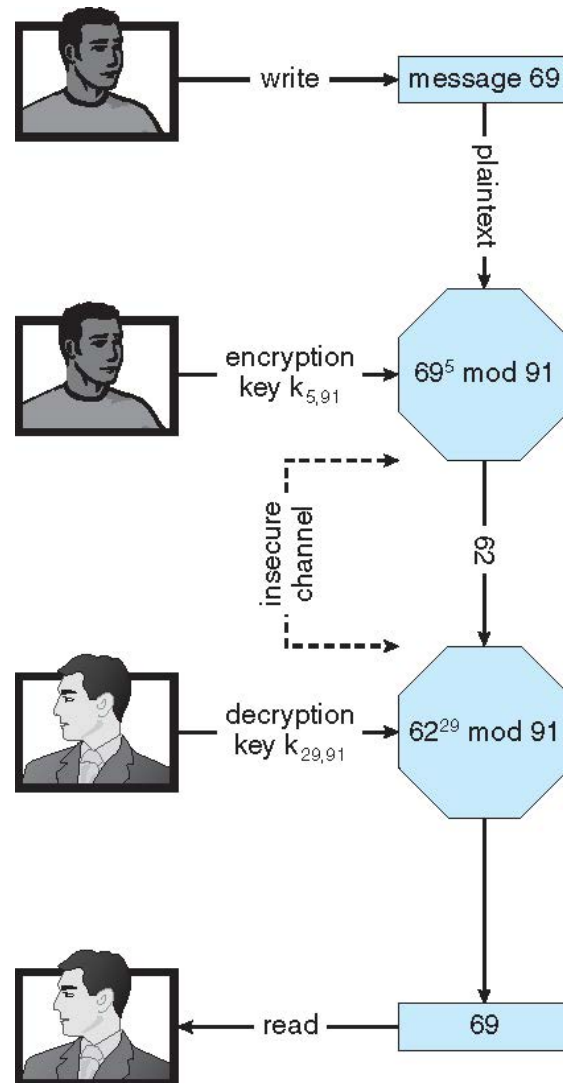 write
message 69
plaintext
encryption
key k₅,₉₁
69⁵ mod 91
insecure
channel
62
decryption
key k₂₉,₉₁
62²⁹ mod 91
read
69